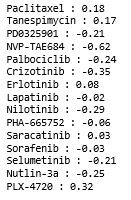 Paclitaxel : 0.06
Tanespimycin : 0.17
PD0325901 : -0.21
NVP-TAE684 : -0.62
Palbociclib : -0.24
Crizotinib : -0.35
Erlotinib : 0.08
Lapatinib : -0.02
Nilotinib : -0.29
PHA-665752 : -0.06
Saracatinib : 0.03
Sorafenib : -0.03
Selumetinib : -0.21
Nutlin-3a : -0.25
PLX-4720 : 0.32